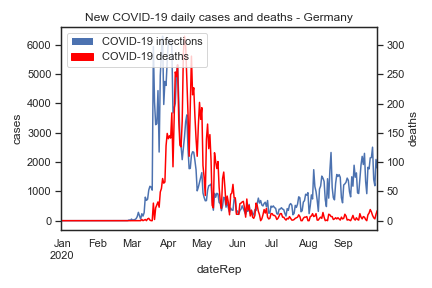 New COVID-19 daily cases and deaths - Germany
COVID-19 infections
COVID-19 deaths
6000
5000
4000
3000
2000
1000
0
cases
300
250
200
150
100
50
0
deaths
Jan Feb Mar Apr May Jun Jul Aug Sep
2020
dateRep